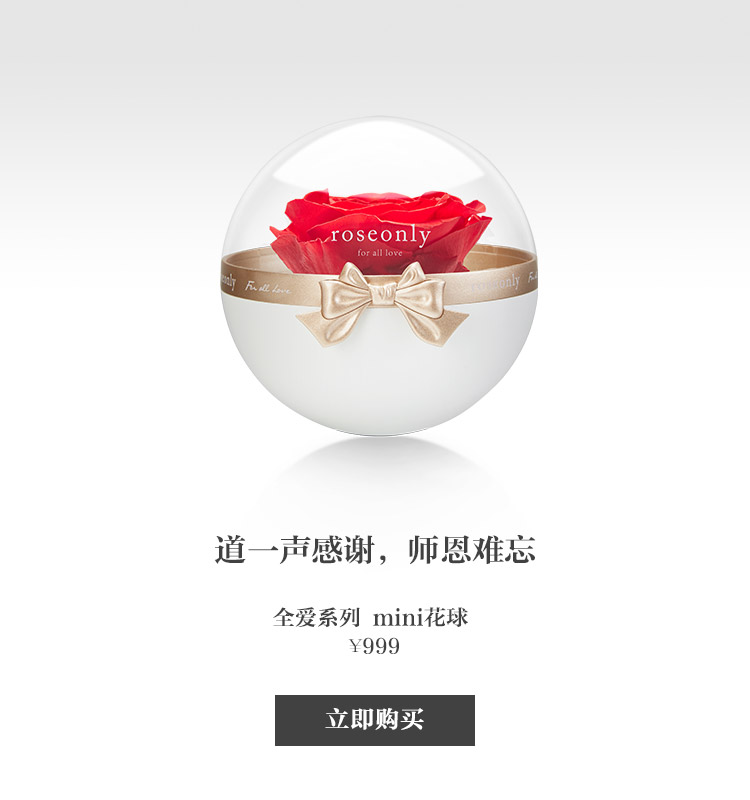 roseonly
for all love
For all Love
roseonly
道一声感谢，师恩难忘
全爱系列 mini花球
¥999
立即购买